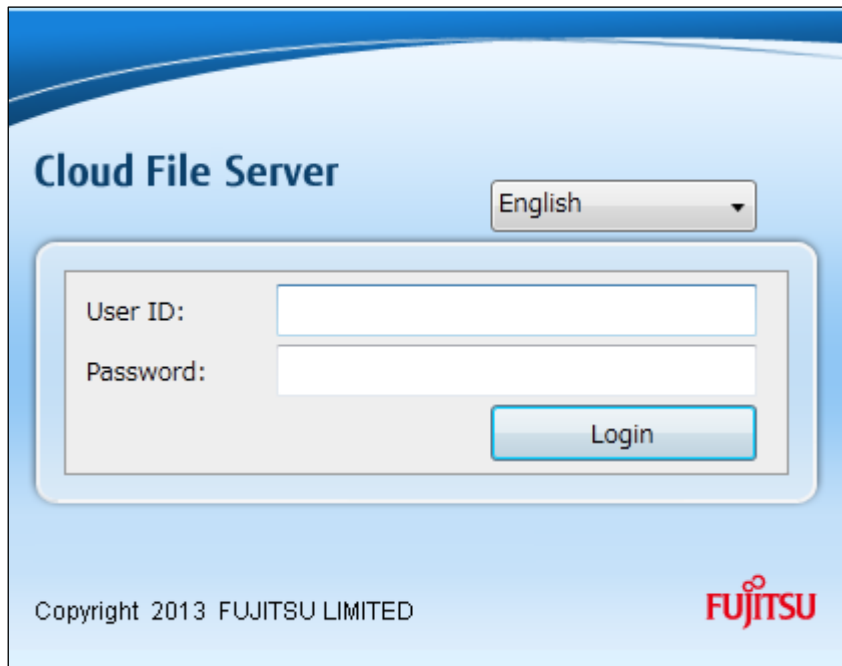 Cloud File Server
English
User ID:
Password:
Login
Copyright 2013 FUJITSU LIMITED
FUJITSU